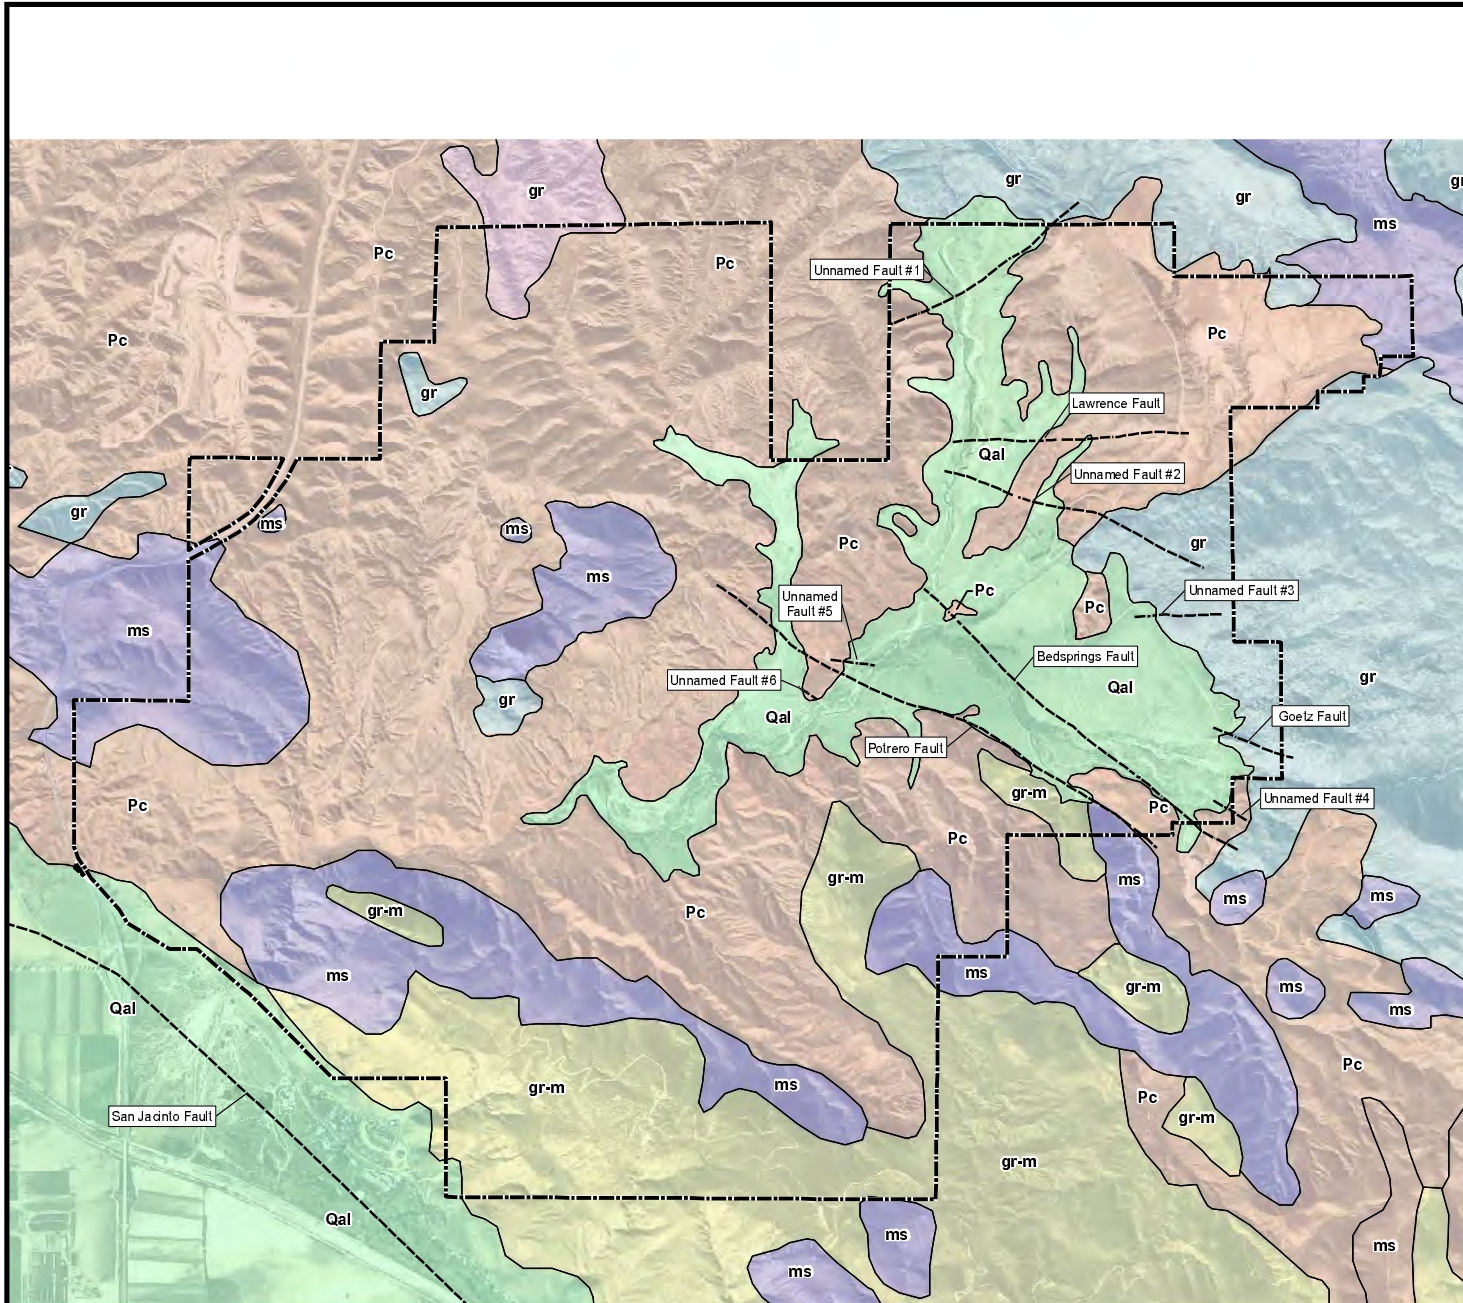 gr
gr
gr
gr
ms
Pc
Pc
Unnamed Fault #1
Pc
Pc
gr
Lawrence Fault
Qal
Unnamed Fault #2
gr
ms
ms
Pc
gr
ms
Unnamed
Fault #5
Pc
Unnamed Fault #3
Pc
ms
Bedsprings Fault
Unnamed Fault #6
Qal
gr
gr
Qal
Goetz Fault
Potrero Fault
gr-m
Unnamed Fault #4
Pc
Pc
Pc
gr-m
ms
ms
ms
gr-m
Pc
ms
ms
gr-m
ms
Qal
ms
Pc
gr-m
ms
Pc
San Jacinto Fault
gr-m
gr-m
Qal
ms
ms
ms